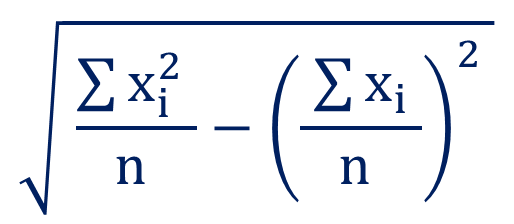 √(∑ xᵢ²/n − (∑ xᵢ/n)²)